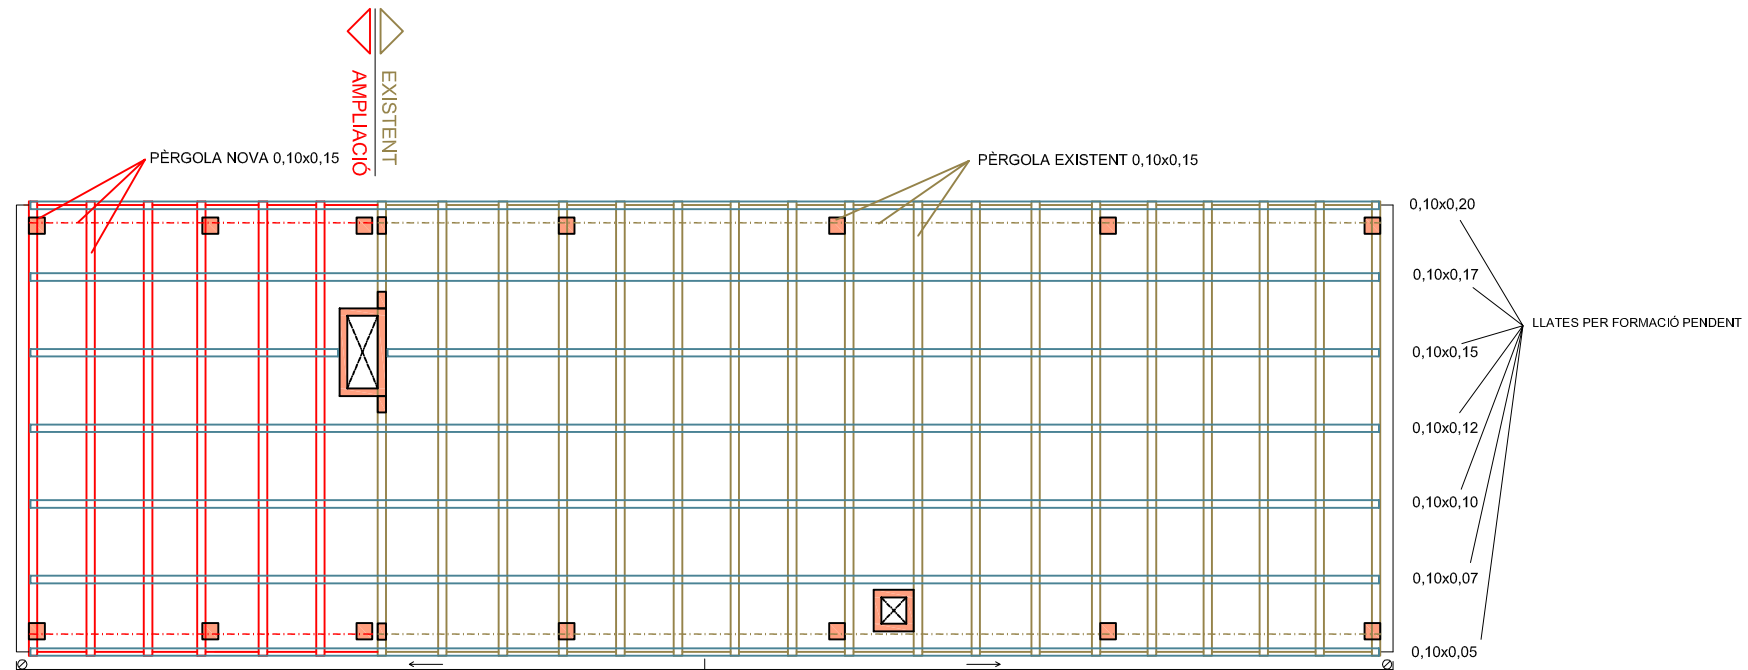 AMPLIACIÓ
EXISTENT
PÈRGOLA NOVA 0,10x0,15
PÈRGOLA EXISTENT 0,10x0,15
0,10x0,20
0,10x0,17
LLATES PER FORMACIÓ PENDENT
0,10x0,15
0,10x0,12
0,10x0,10
0,10x0,07
0,10x0,05